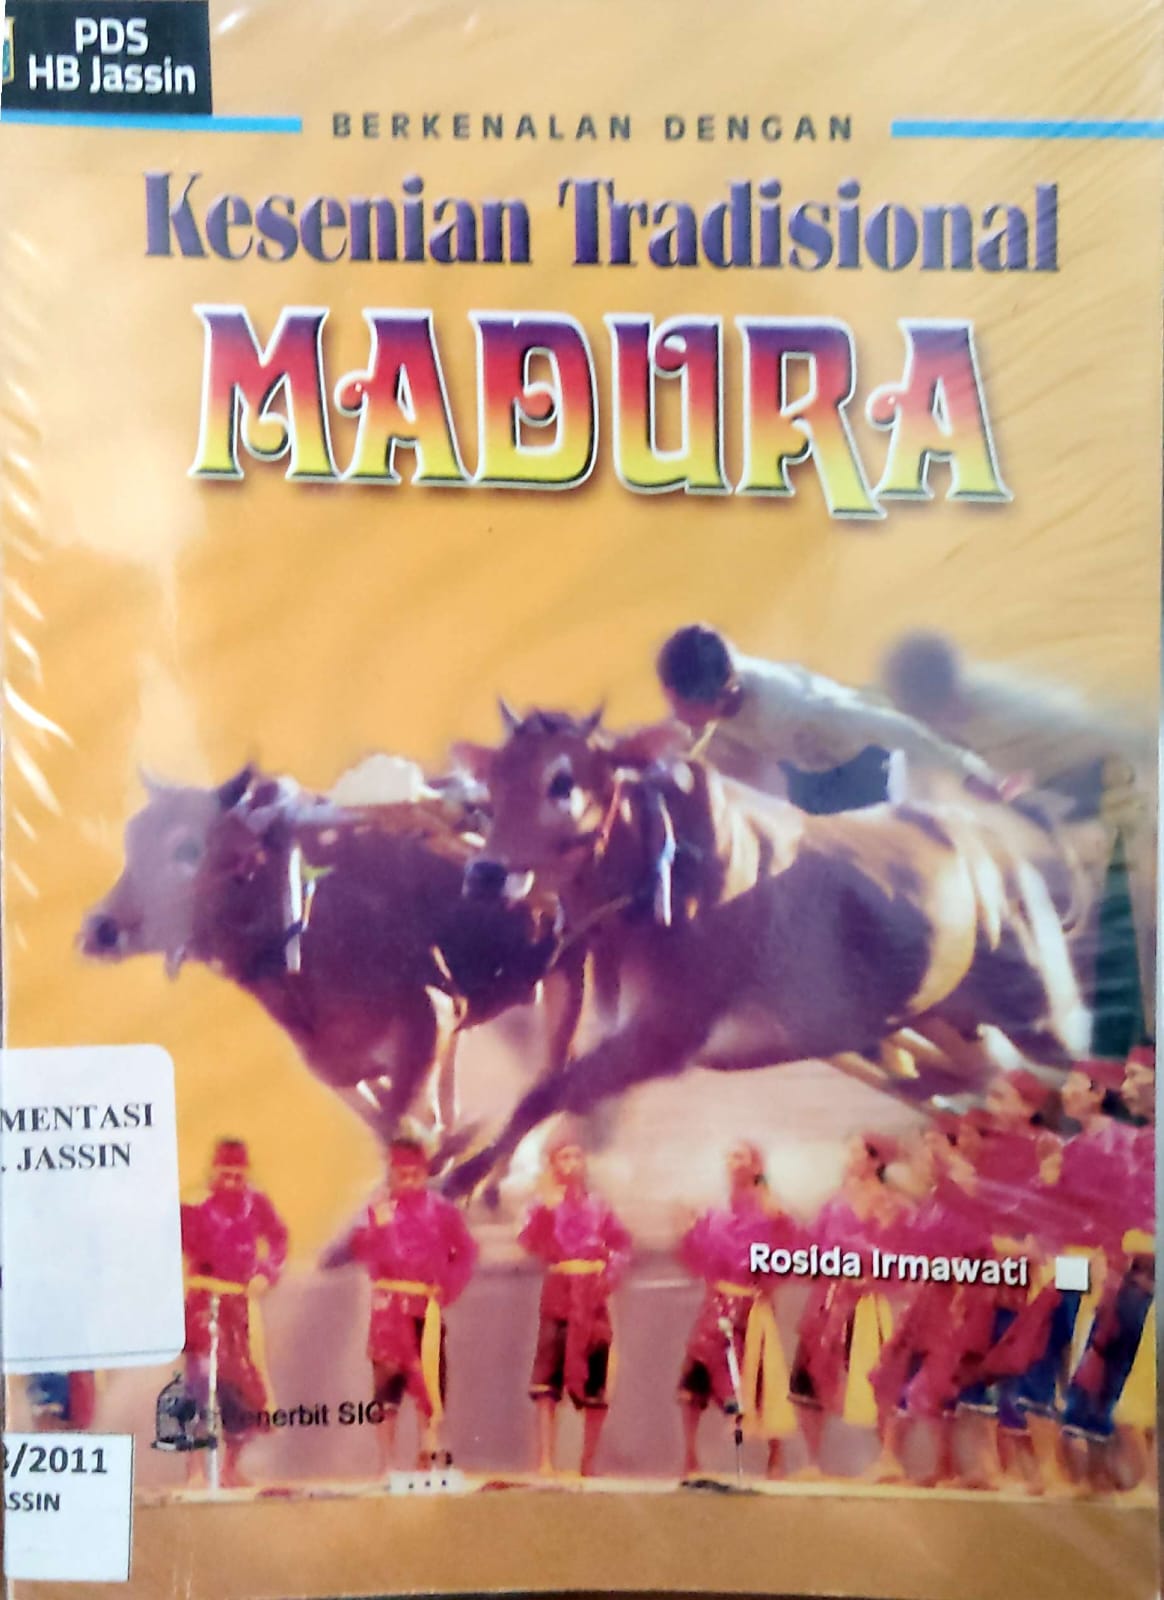 PDS
HB Jassin
BERKENALAN DENGAN
Kesenian Tradisional
MADURA
MENTASI
. JASSIN
Rosida Irmawati
enerbit SIC
/2011
SSIN